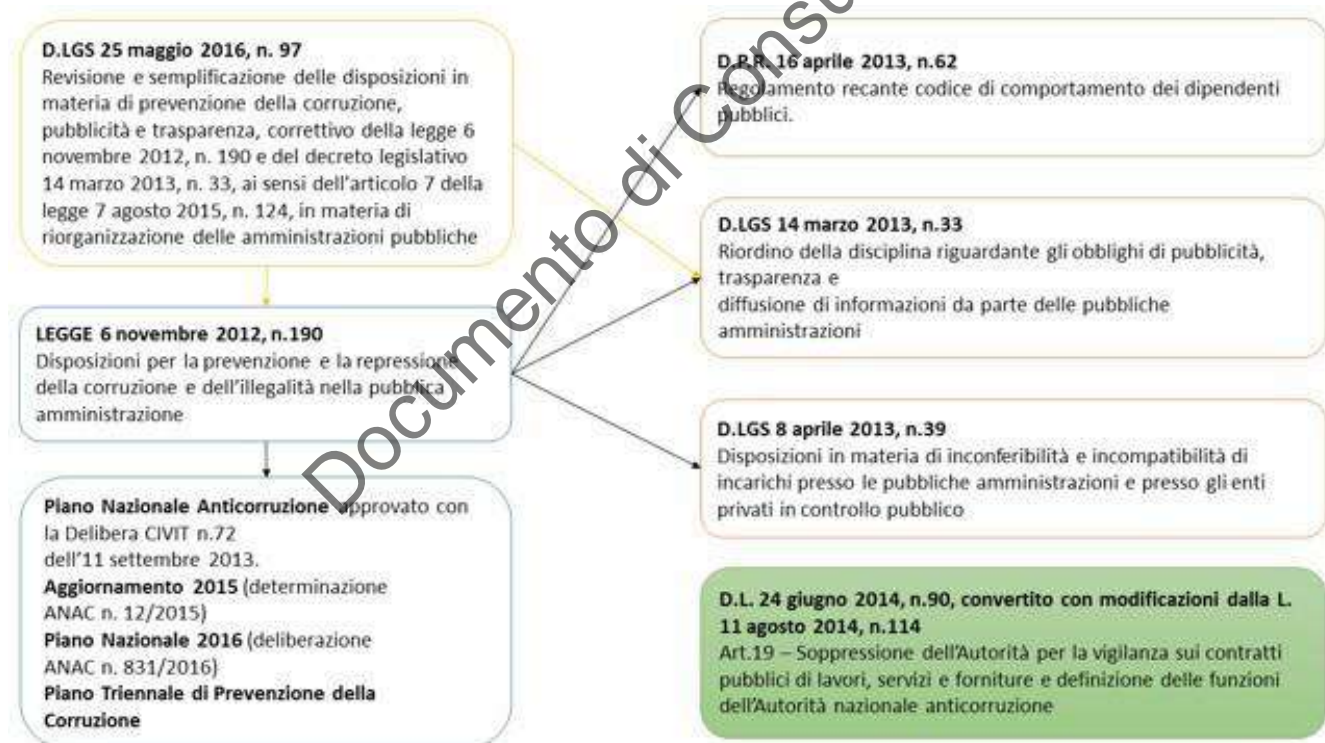 D.LGS 25 maggio 2016, n. 97
Revisione e semplificazione delle disposizioni in
materia di prevenzione della corruzione,
pubblicità e trasparenza, correttivo della legge 6
novembre 2012, n. 190 e del decreto legislativo
14 marzo 2013, n. 33, ai sensi dell'articolo 7 della
legge 7 agosto 2015, n. 124, in materia di
riorganizzazione delle amministrazioni pubbliche
LEGGE 6 novembre 2012, n.190
Disposizioni per la prevenzione e la repressione
della corruzione e dell'illegalità nella pubblica
amministrazione
Piano Nazionale Anticorruzione approvato con
la Delibera CIVIT n.72
dell'11 settembre 2013.
Aggiornamento 2015 (determinazione
ANAC n. 12/2015)
Piano Nazionale 2016 (deliberazione
ANAC n. 831/2016)
Piano Triennale di Prevenzione della
Corruzione
D.P.R. 16 aprile 2013, n.62
Regolamento recante codice di comportamento dei dipendenti
pubblici.
D.LGS 14 marzo 2013, n.33
Riordino della disciplina riguardante gli obblighi di pubblicità,
trasparenza e
diffusione di informazioni da parte delle pubbliche
amministrazioni
D.LGS 8 aprile 2013, n.39
Disposizioni in materia di inconferibilità e incompatibilità di
incarichi presso le pubbliche amministrazioni e presso gli enti
privati in controllo pubblico
D.L. 24 giugno 2014, n.90, convertito con modificazioni dalla L.
11 agosto 2014, n.114
Art.19 – Soppressione dell'Autorità per la vigilanza sui contratti
pubblici di lavori, servizi e forniture e definizione delle funzioni
dell'Autorità nazionale anticorruzione
Documento di